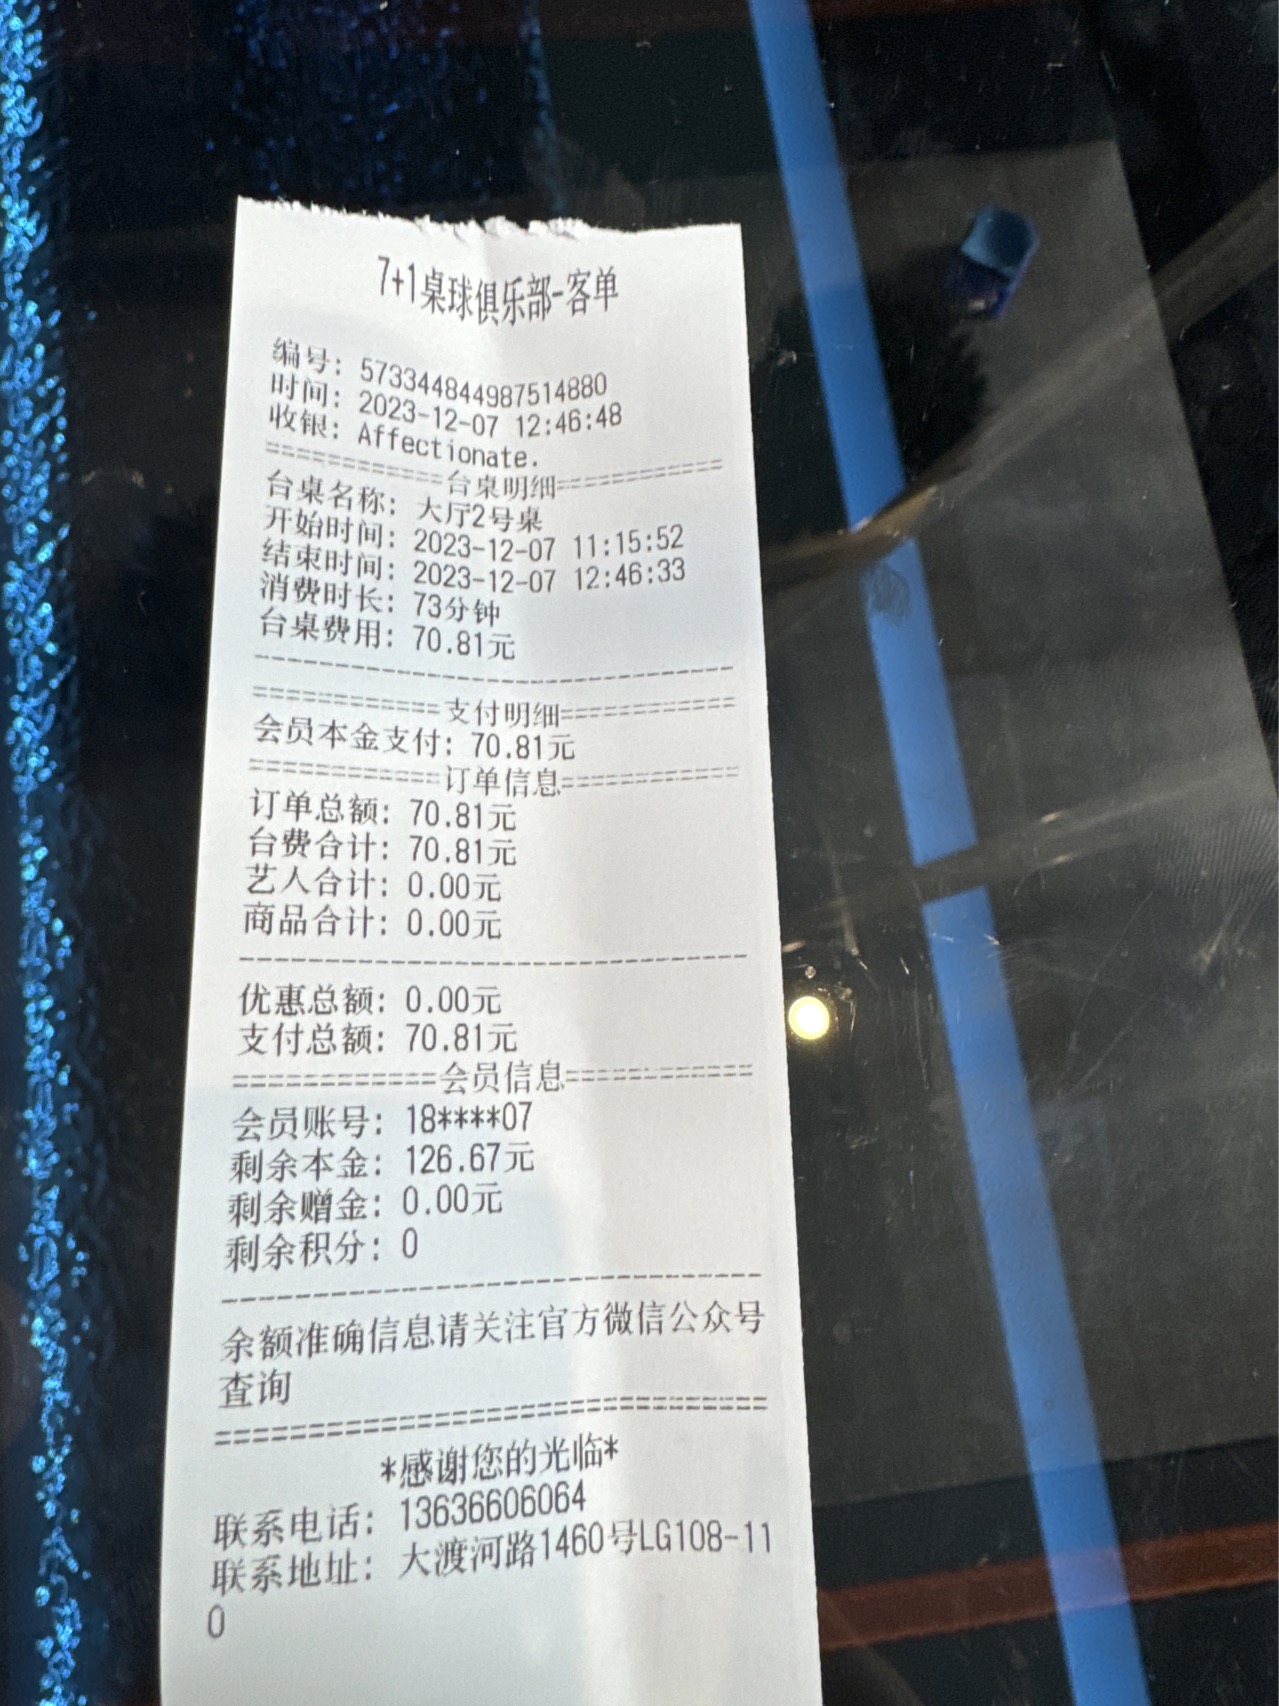 7+1桌球俱乐部-客单
编号: 573344844987514880
时间: 2023-12-07 12:46:48
收银: Affectionate.
============台桌明细============
台桌名称: 大厅2号桌
开始时间: 2023-12-07 11:15:52
结束时间: 2023-12-07 12:46:33
消费时长: 73分钟
台桌费用: 70.81元
--------------------------------
============支付明细============
会员本金支付: 70.81元
============订单信息============
订单总额: 70.81元
台费合计: 70.81元
艺人合计: 0.00元
商品合计: 0.00元
--------------------------------
优惠总额: 0.00元
支付总额: 70.81元
============会员信息============
会员账号: 18****07
剩余本金: 126.67元
剩余赠金: 0.00元
剩余积分: 0
--------------------------------
余额准确信息请关注官方微信公众号
查询
================================
*感谢您的光临*
联系电话: 13636606064
联系地址: 大渡河路1460号LG108-11
0